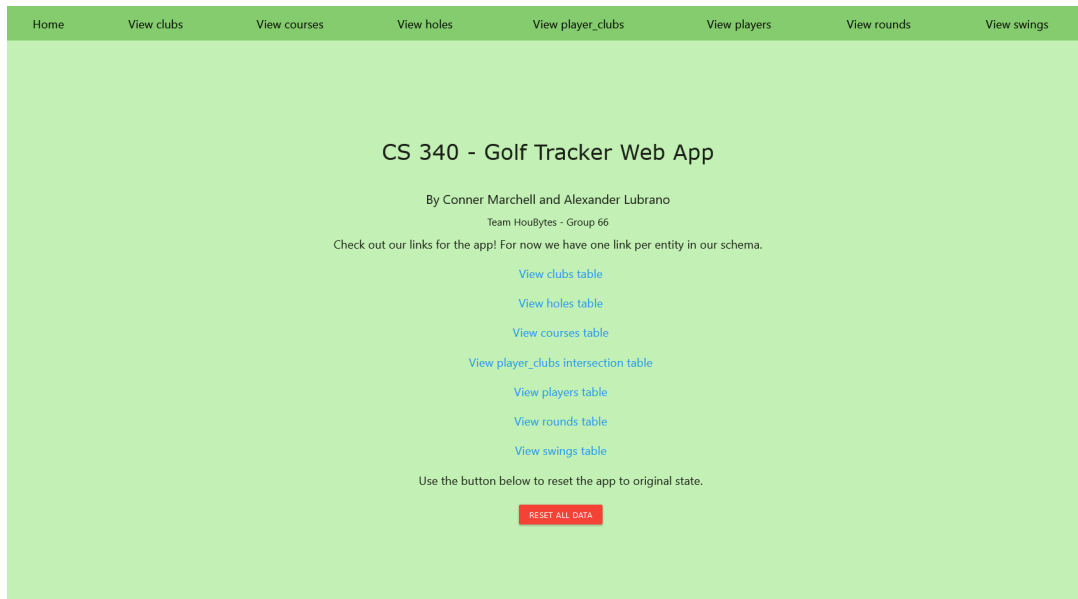 Home View clubs View courses View holes View player_clubs View players View rounds View swings
CS 340 - Golf Tracker Web App
By Conner Marchell and Alexander Lubrano
Team HouBytes - Group 66
Check out our links for the app! For now we have one link per entity in our schema.
View clubs table
View holes table
View courses table
View player_clubs intersection table
View players table
View rounds table
View swings table
Use the button below to reset the app to original state.
RESET ALL DATA